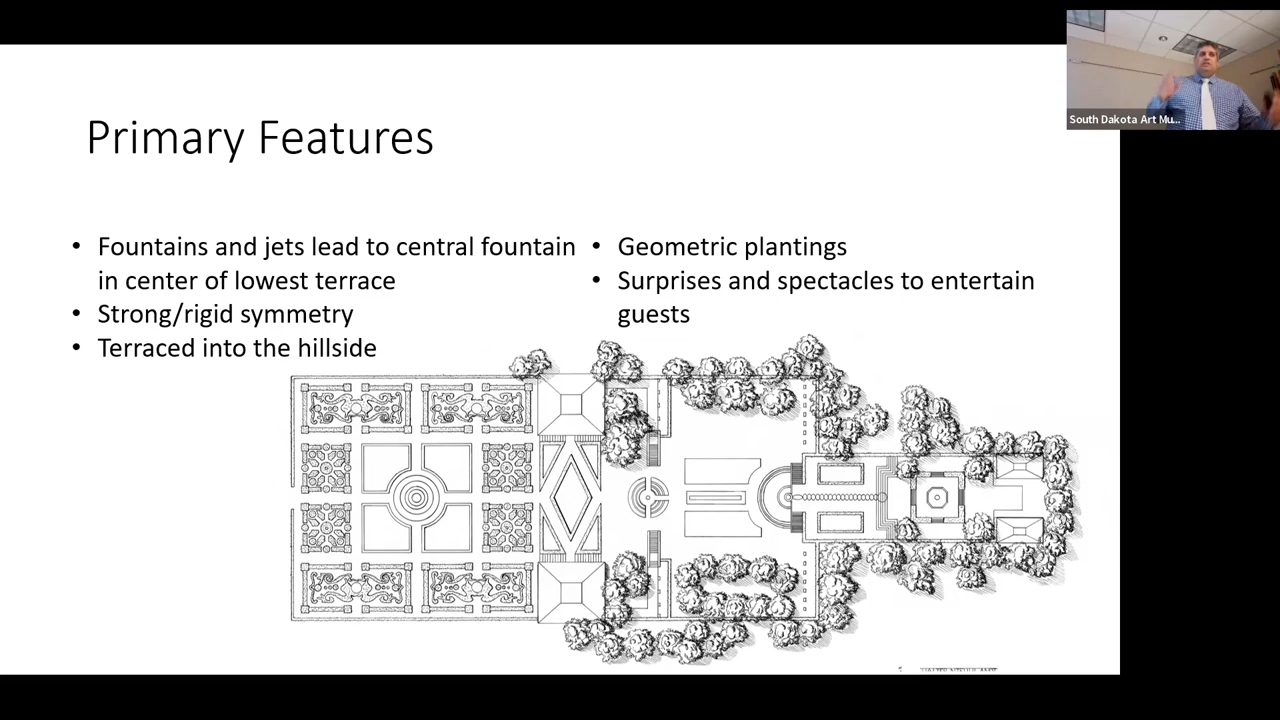 South Dakota Art Mu...
Primary Features
• Fountains and jets lead to central fountain
in center of lowest terrace
• Strong/rigid symmetry
• Terraced into the hillside
• Geometric plantings
• Surprises and spectacles to entertain
guests